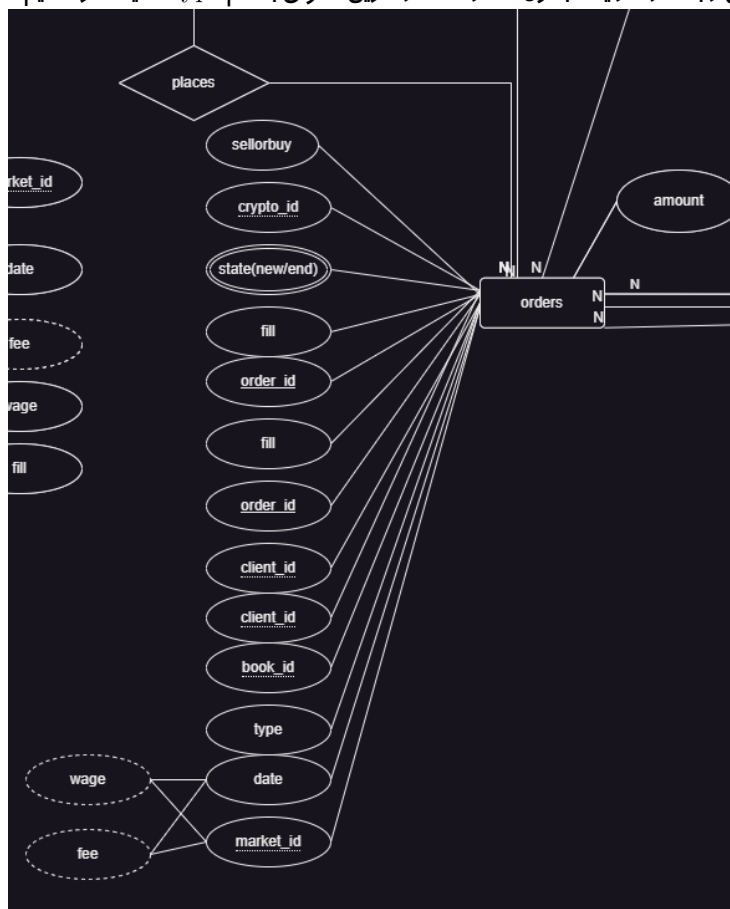 places
sellorbuy
crypto_id
state(new/end)
fill
order_id
fill
order_id
client_id
client_id
book_id
type
date
market_id
wage
fee
rket_id
date
fee
wage
fill
amount
orders
N
N
N
N
N
N